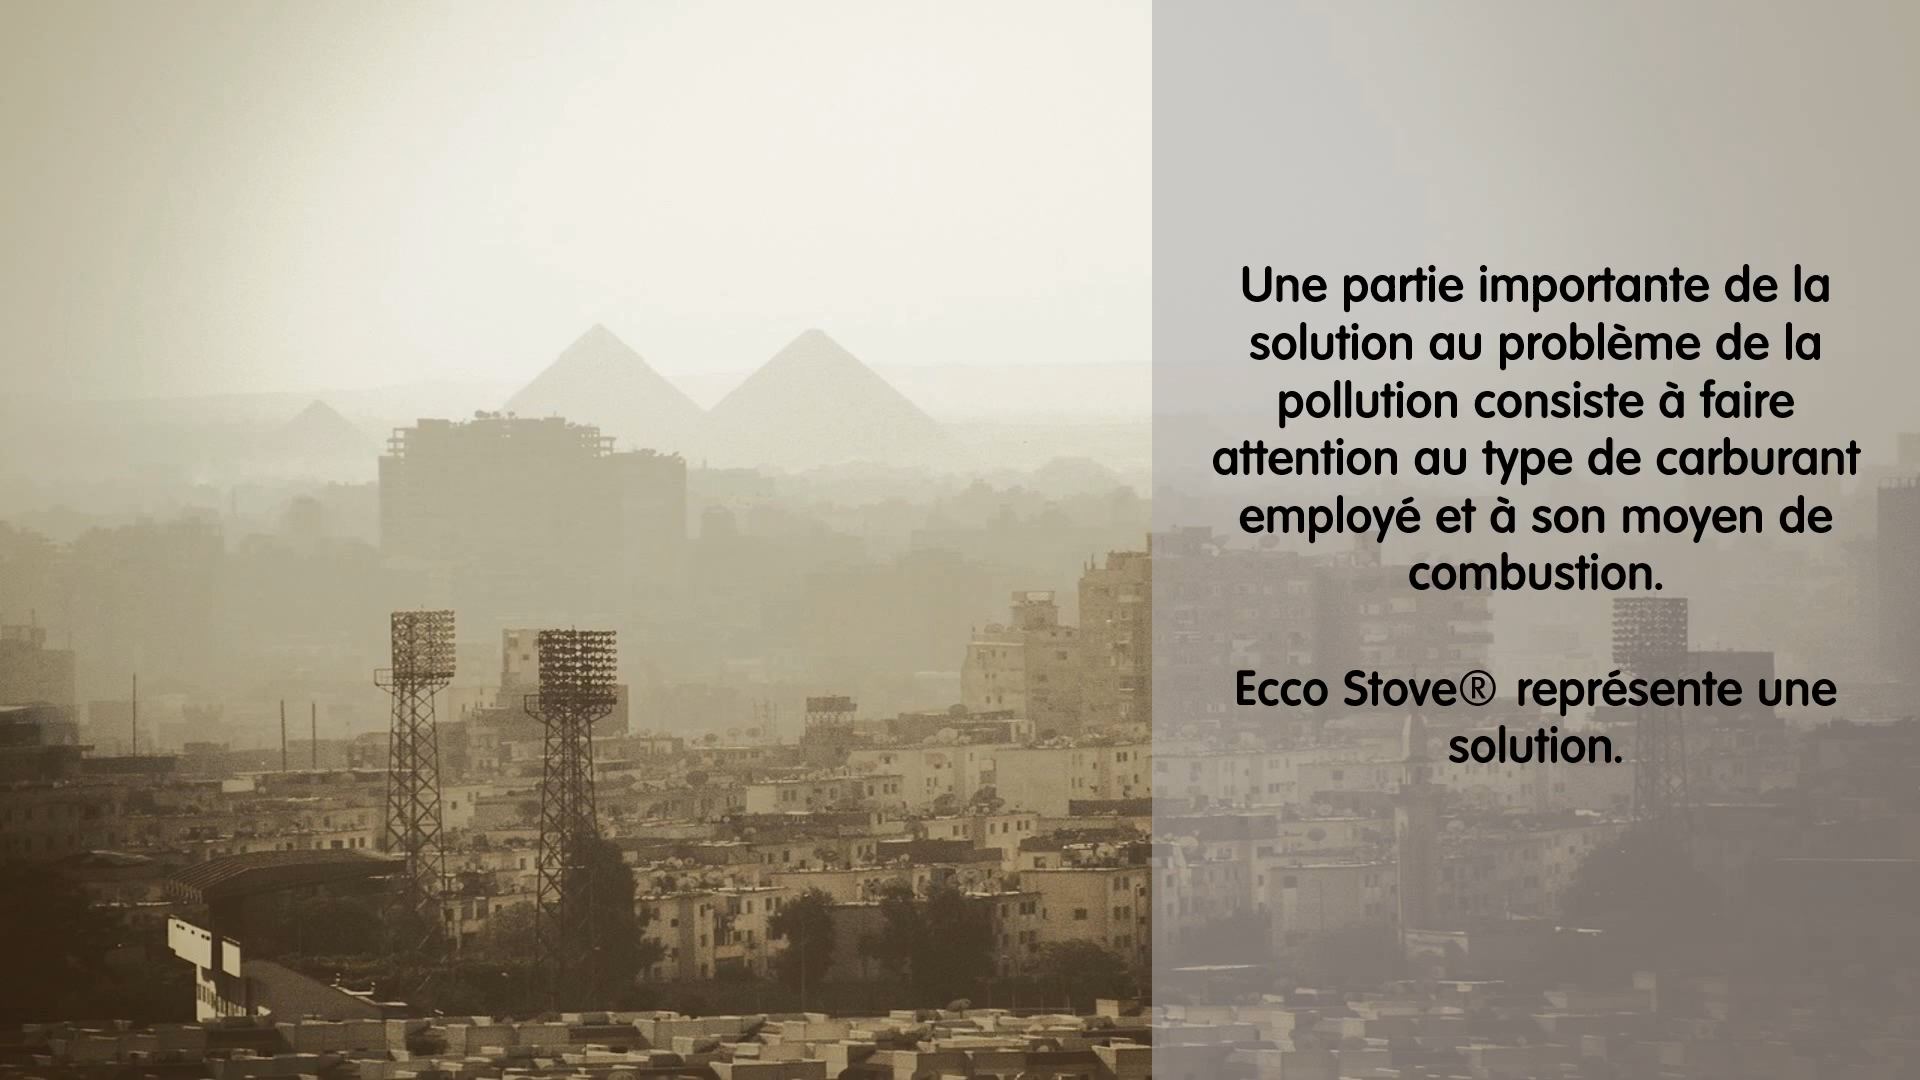 Une partie importante de la
solution au problème de la
pollution consiste à faire
attention au type de carburant
employé et à son moyen de
combustion.
Ecco Stove® représente une
solution.